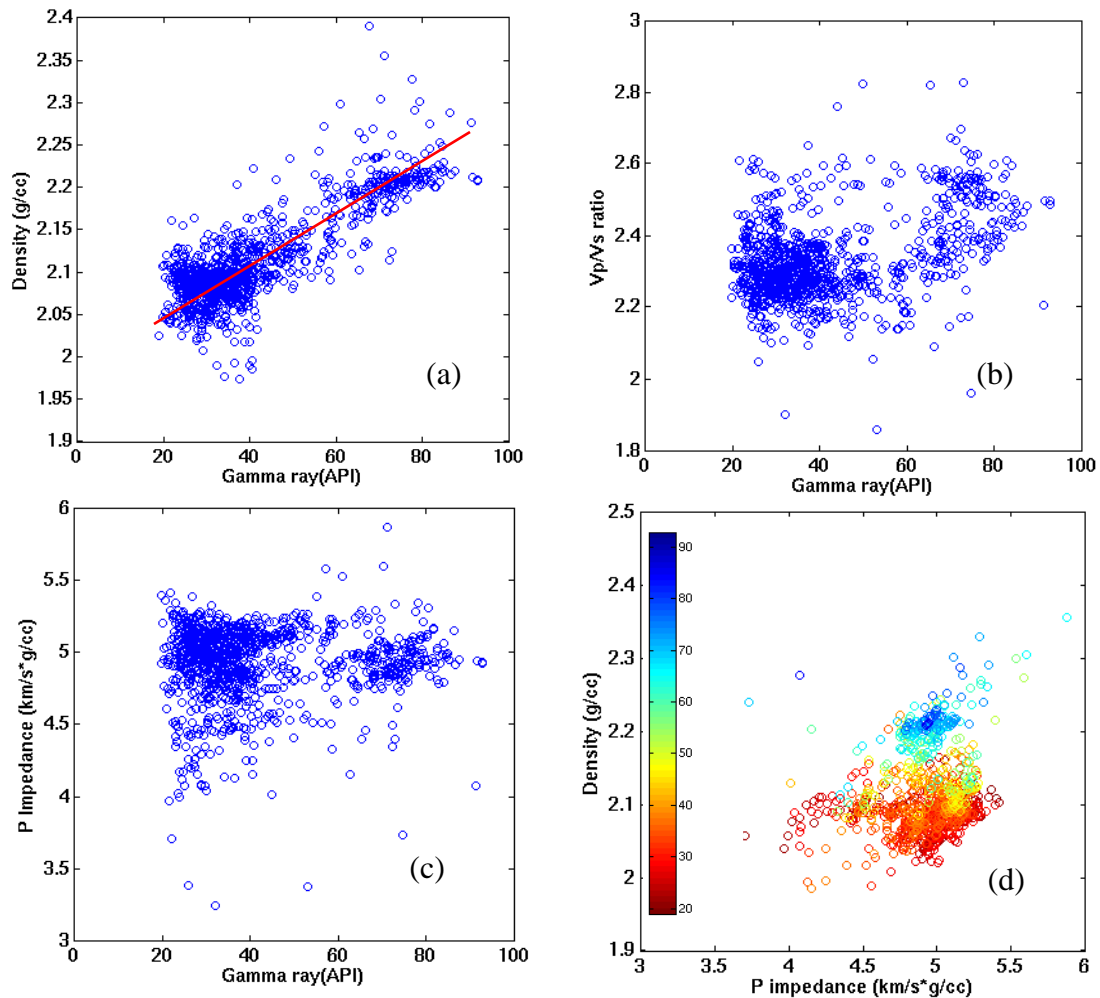 2.4
2.35
2.3
2.25
2.2
2.15
2.1
2.05
2
1.95
1.9
Density (g/cc)
0 20 40 60 80 100
Gamma ray(API)
(a)
3
2.8
2.6
2.4
2.2
2
1.8
Vp/Vs ratio
0 20 40 60 80 100
Gamma ray(API)
(b)
6
5.5
5
4.5
4
3.5
3
P Impedance (km/s*g/cc)
0 20 40 60 80 100
Gamma ray(API)
(c)
2.5
2.4
2.3
2.2
2.1
2
1.9
Density (g/cc)
90
80
70
60
50
40
30
20
3 3.5 4 4.5 5 5.5 6
P impedance (km/s*g/cc)
(d)